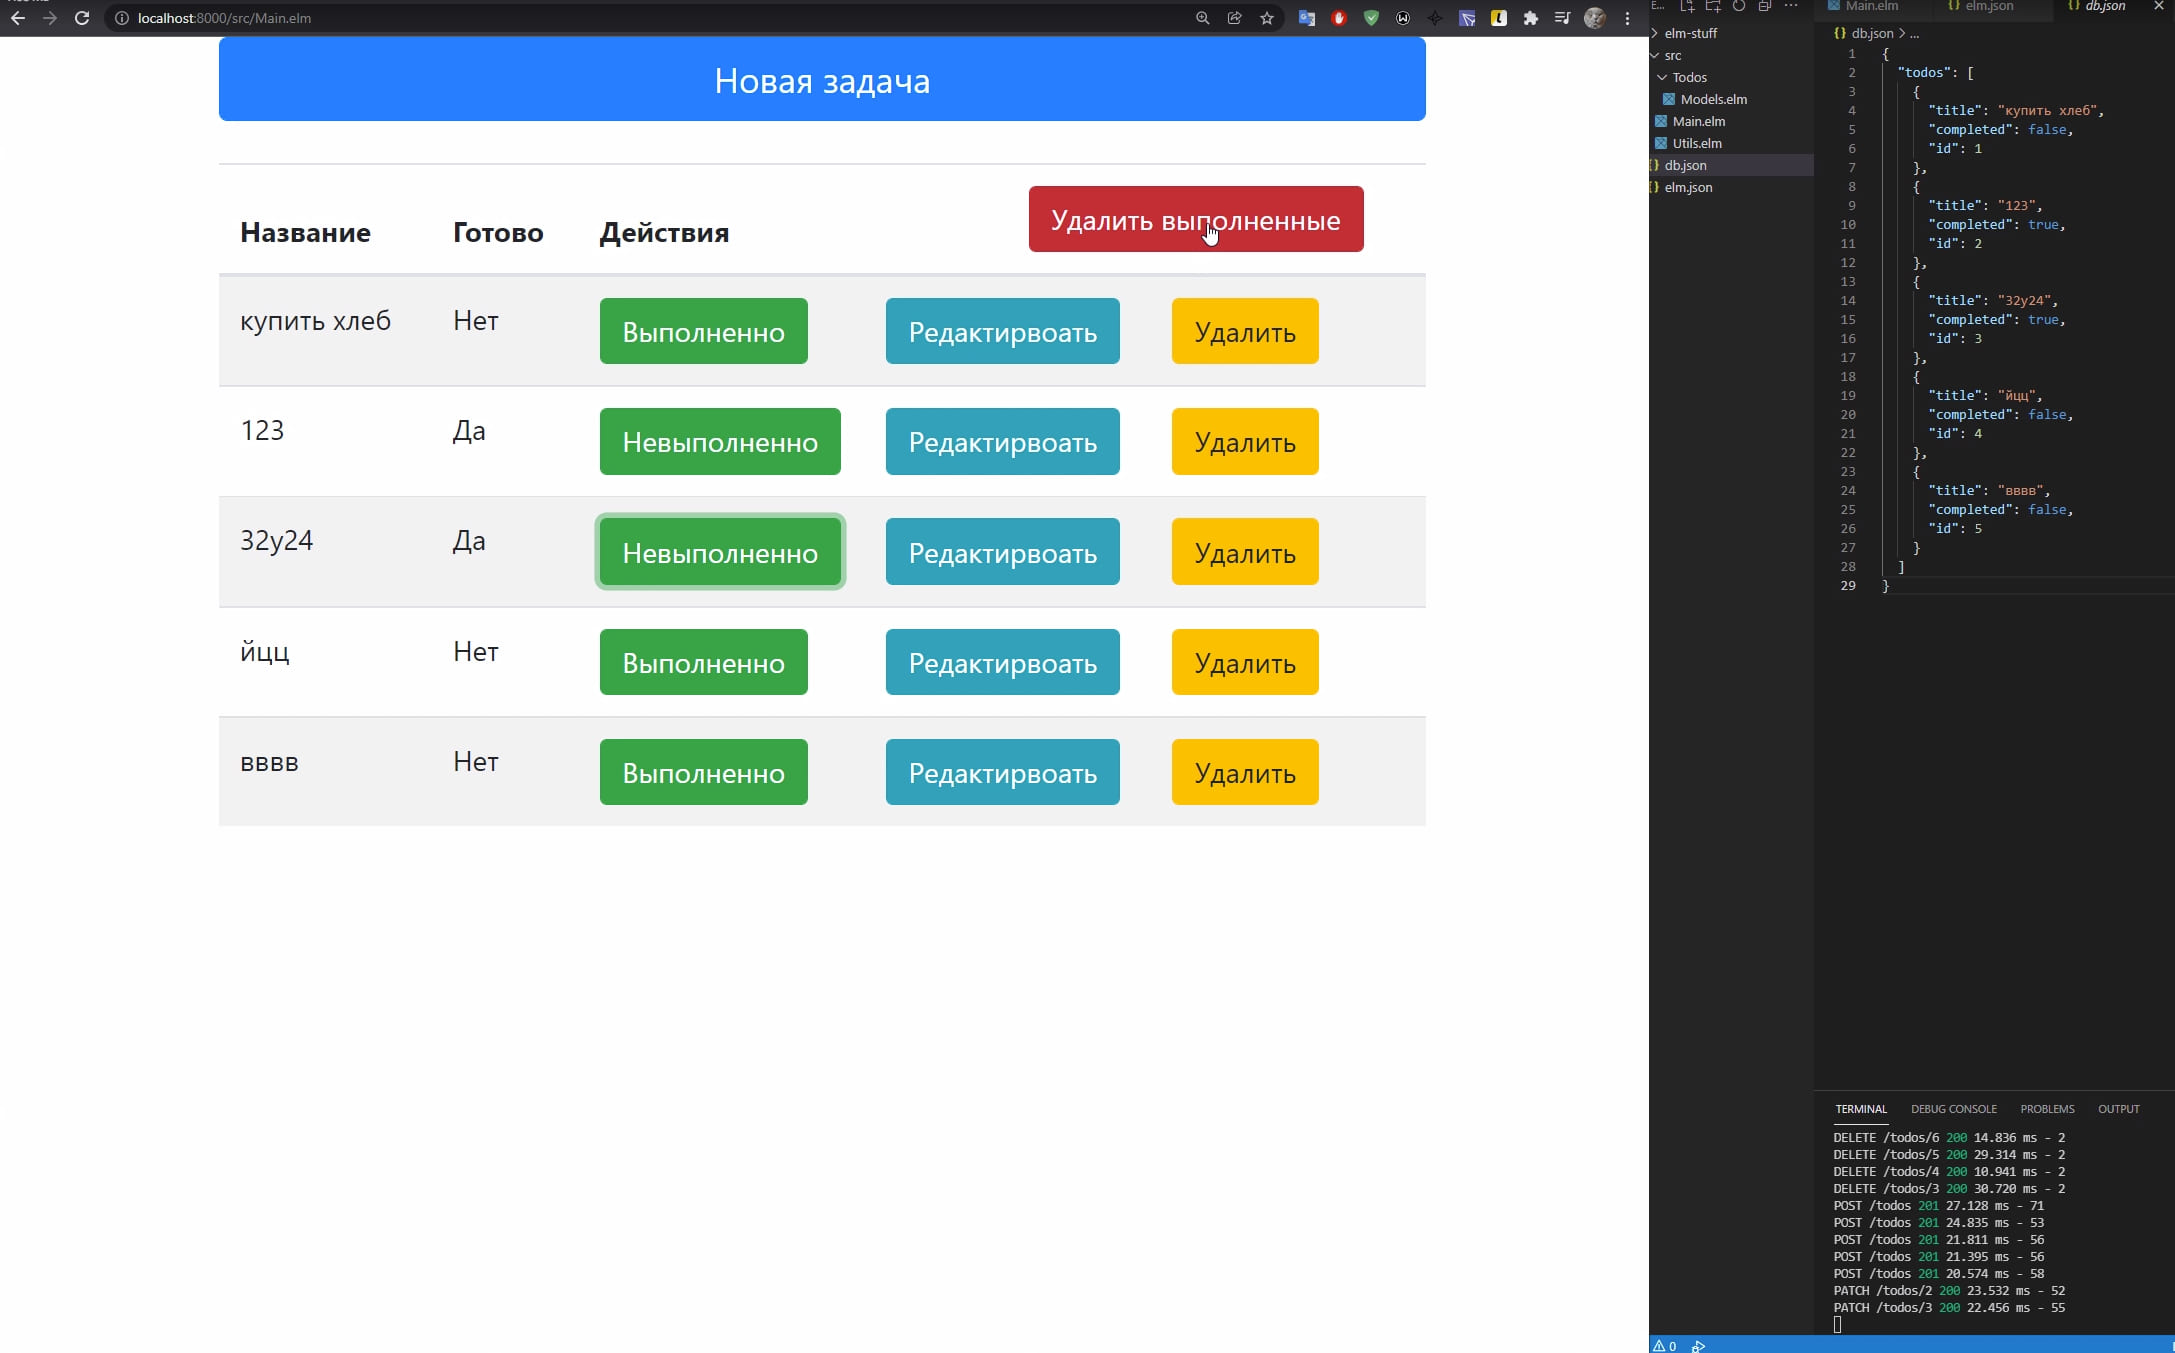 localhost:8000/src/Main.elm
Новая задача
Название Готово Действия Удалить выполненные
купить хлеб Нет Выполненно Редактирвоать Удалить
123 Да Невыполненно Редактирвоать Удалить
32у24 Да Невыполненно Редактирвоать Удалить
йцц Нет Выполненно Редактирвоать Удалить
вввв Нет Выполненно Редактирвоать Удалить
E...
elm-stuff
src
Todos
Models.elm
Main.elm
Utils.elm
db.json
elm.json
Main.elm {} elm.json {} db.json
{} db.json > ...
1 {
2 "todos": [
3 {
4 "title": "купить хлеб",
5 "completed": false,
6 "id": 1
7 },
8 {
9 "title": "123",
10 "completed": true,
11 "id": 2
12 },
13 {
14 "title": "32у24",
15 "completed": true,
16 "id": 3
17 },
18 {
19 "title": "йцц",
20 "completed": false,
21 "id": 4
22 },
23 {
24 "title": "вввв",
25 "completed": false,
26 "id": 5
27 }
28 ]
29 }
TERMINAL DEBUG CONSOLE PROBLEMS OUTPUT
DELETE /todos/6 200 14.836 ms - 2
DELETE /todos/5 200 29.314 ms - 2
DELETE /todos/4 200 10.941 ms - 2
DELETE /todos/3 200 30.720 ms - 2
POST /todos 201 27.128 ms - 71
POST /todos 201 24.835 ms - 53
POST /todos 201 21.811 ms - 56
POST /todos 201 21.395 ms - 56
POST /todos 201 20.574 ms - 58
PATCH /todos/2 200 23.532 ms - 52
PATCH /todos/3 200 22.456 ms - 55
0